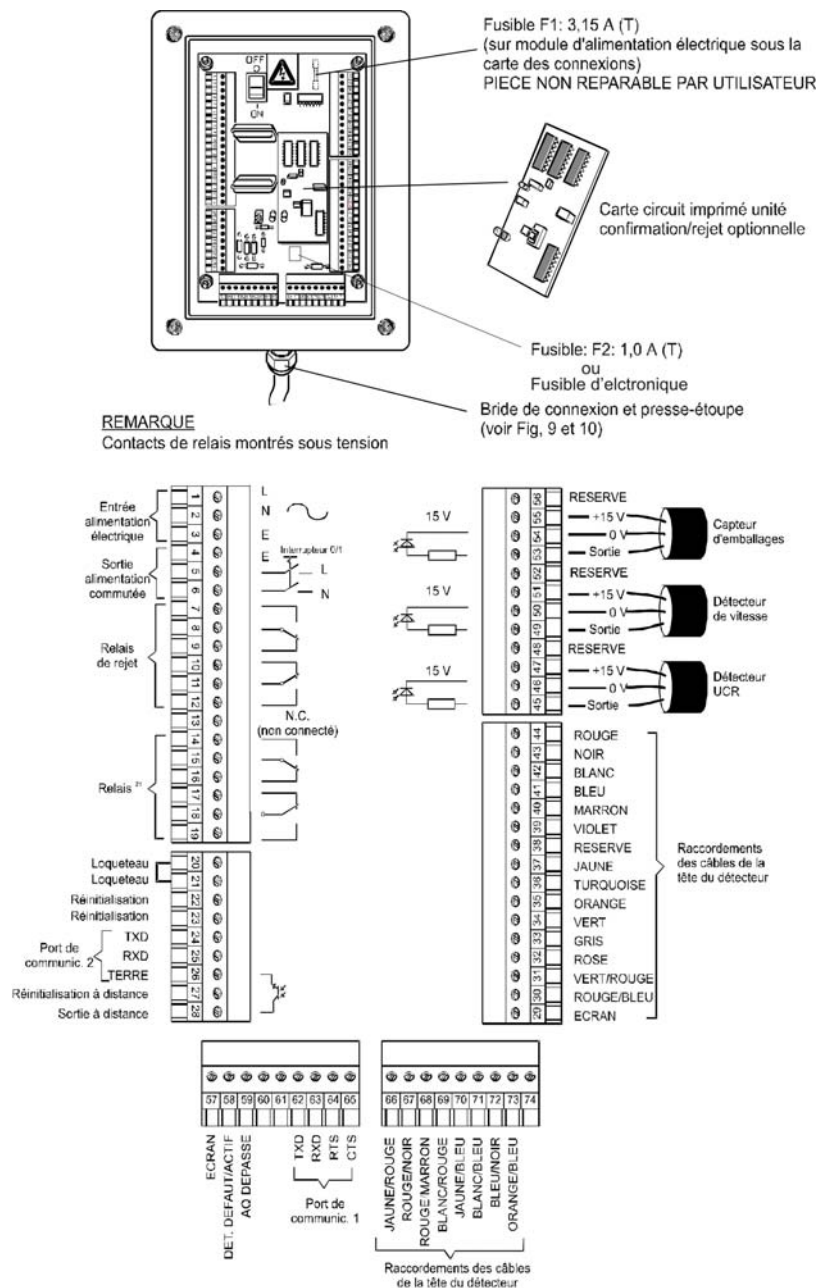 Fusible F1: 3,15 A (T)
(sur module d'alimentation électrique sous la
carte des connexions)
PIECE NON REPARABLE PAR UTILISATEUR
OFF
ON
Carte circuit imprimé unité
confirmation/rejet optionnelle
Fusible: F2: 1,0 A (T)
ou
Fusible d'elctronique
Bride de connexion et presse-étoupe
(voir Fig, 9 et 10)
REMARQUE
Contacts de relais montrés sous tension
Entrée
alimentation
électrique
Sortie
alimentation
commutée
Relais
de rejet
Relais 21
1
2
3
4
5
6
7
8
9
10
11
12
13
14
15
16
17
18
19
L
N
E
E
Interrupteur 0/1
L
N
N.C.
(non connecté)
Loqueteau
Loqueteau
Réinitialisation
Réinitialisation
TXD
Port de
communic. 2
RXD
TERRE
Réinitialisation à distance
Sortie à distance
20
21
22
23
24
25
26
27
28
15 V
15 V
15 V
56
55
54
53
52
51
50
49
48
47
46
45
RESERVE
+15 V
0 V
Sortie
Capteur
d'emballages
RESERVE
+15 V
0 V
Sortie
Détecteur
de vitesse
RESERVE
+15 V
0 V
Sortie
Détecteur
UCR
44 ROUGE
43 NOIR
42 BLANC
41 BLEU
40 MARRON
39 VIOLET
38 RESERVE
37 JAUNE
36 TURQUOISE
35 ORANGE
34 VERT
33 GRIS
32 ROSE
31 VERT/ROUGE
30 ROUGE/BLEU
29 ECRAN
Raccordements
des câbles de la
tête du détecteur
57 58 59 60 61 62 63 64 65
ECRAN
DET. DEFAUT/ACTIF
AQ DEPASSE
TXD
RXD
RTS
CTS
Port de
communic. 1
66 67 68 69 70 71 72 73 74
JAUNE/ROUGE
ROUGE/NOIR
ROUGE/MARRON
BLANC/ROUGE
JAUNE/BLEU
BLANC/BLEU
BLEU/NOIR
ORANGE/BLEU
Raccordements des câbles
de la tête du détecteur